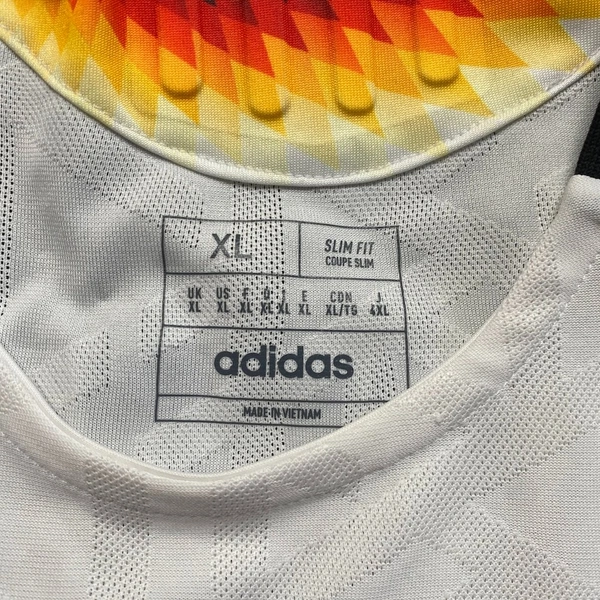 XL
SLIM FIT
COUPE SLIM
UK US F D I E CDN J
XL XL XL XL XL XL XL/TG 4XL
adidas
MADE IN VIETNAM